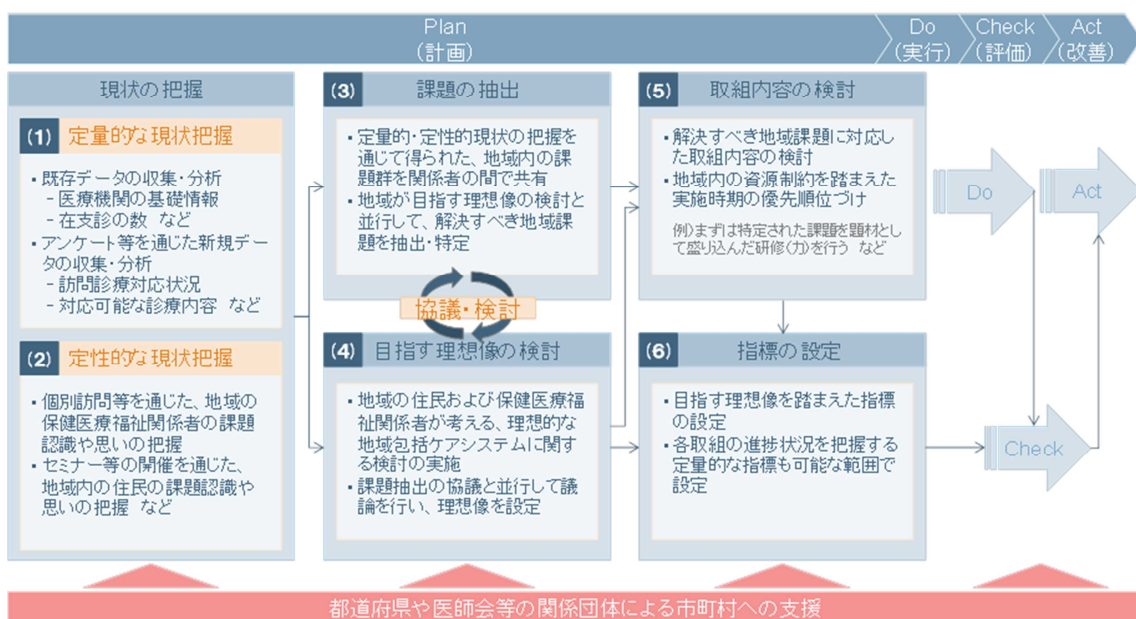 Plan
(計画)
Do
(実行)
Check
(評価)
Act
(改善)
現状の把握
(1) 定量的な現状把握
▪ 既存データの収集・分析
− 医療機関の基礎情報
− 在支診の数 など
▪ アンケート等を通じた新規デー
タの収集・分析
− 訪問診療対応状況
− 対応可能な診療内容 など
(2) 定性的な現状把握
▪ 個別訪問等を通じた、地域の
保健医療福祉関係者の課題
認識や思いの把握
▪ セミナー等の開催を通じた、
地域内の住民の課題認識や
思いの把握 など
(3) 課題の抽出
▪ 定量的・定性的現状の把握を
通じて得られた、地域内の課
題群を関係者の間で共有
▪ 地域が目指す理想像の検討と
並行して、解決すべき地域課
題を抽出・特定
協議・検討
(4) 目指す理想像の検討
▪ 地域の住民および保健医療福
祉関係者が考える、理想的な
地域包括ケアシステムに関す
る検討の実施
▪ 課題抽出の協議と並行して議
論を行い、理想像を設定
(5) 取組内容の検討
▪ 解決すべき地域課題に対応し
た取組内容の検討
▪ 地域内の資源制約を踏まえた
実施時期の優先順位づけ
例)まずは特定された課題を題材とし
て盛り込んだ研修(力)を行う など
(6) 指標の設定
▪ 目指す理想像を踏まえた指標
の設定
▪ 各取組の進捗状況を把握する
定量的な指標も可能な範囲で
設定
Do
Act
Check
都道府県や医師会等の関係団体による市町村への支援